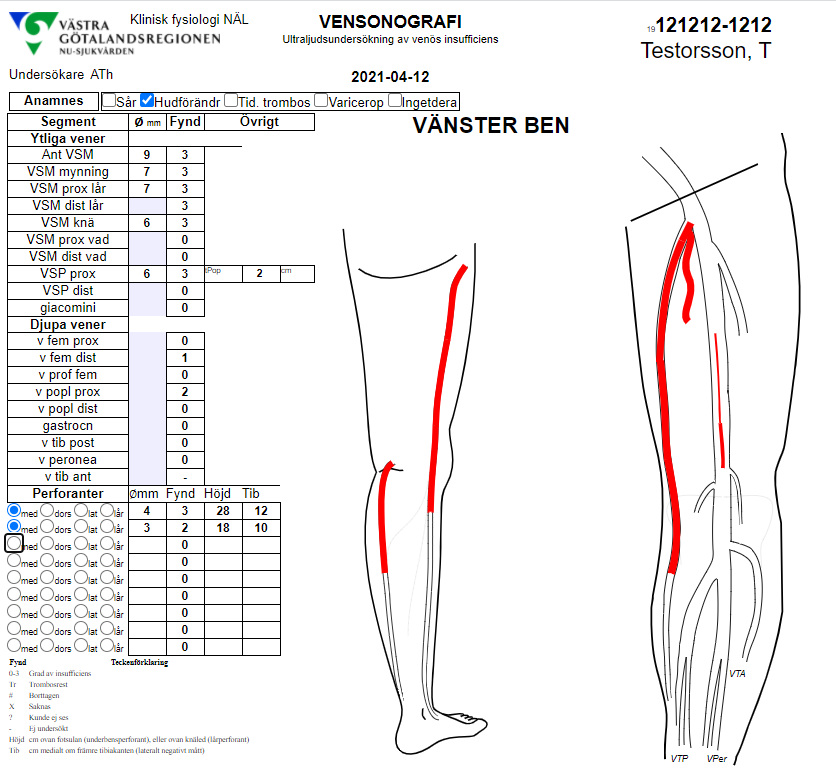 VÄSTRA
GÖTALANDSREGIONEN
NU-SJUKVÅRDEN
Klinisk fysiologi NÄL
VENSONOGRAFI
Ultraljudsundersökning av venös insufficiens
19121212-1212
Testorsson, T
Undersökare ATh
2021-04-12
Anamnes Sår Hudförändr Tid. trombos Varicerop Ingetdera
VÄNSTER BEN
Segment Ø mm Fynd Övrigt
Ytliga vener
Ant VSM 9 3
VSM mynning 7 3
VSM prox lår 7 3
VSM dist lår 3
VSM knä 6 3
VSM prox vad 0
VSM dist vad 0
VSP prox 6 3 tPop 2 cm
VSP dist 0
giacomini 0
Djupa vener
v fem prox 0
v fem dist 1
v prof fem 0
v popl prox 2
v popl dist 0
gastrocn 0
v tib post 0
v peronea 0
v tib ant -
Perforanter Ømm Fynd Höjd Tib
med dors lat lår 4 3 28 12
med dors lat lår 3 2 18 10
med dors lat lår 0
med dors lat lår 0
med dors lat lår 0
med dors lat lår 0
med dors lat lår 0
med dors lat lår 0
med dors lat lår 0
Fynd Teckenförklaring
0-3 Grad av insufficiens
Tr Trombosrest
# Borttagen
X Saknas
? Kunde ej ses
- Ej undersökt
Höjd cm ovan fotsulan (underbensperforant), eller ovan knäled (lårperforant)
Tib cm medialt om främre tibiakanten (lateralt negativt mått)
VTA
VTP VPer